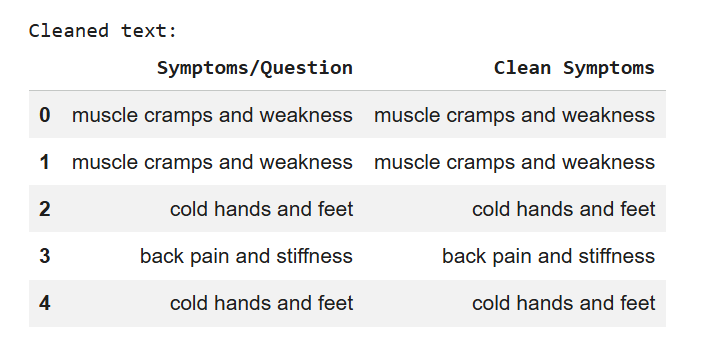 Cleaned text:
Symptoms/Question Clean Symptoms
0 muscle cramps and weakness muscle cramps and weakness
1 muscle cramps and weakness muscle cramps and weakness
2 cold hands and feet cold hands and feet
3 back pain and stiffness back pain and stiffness
4 cold hands and feet cold hands and feet